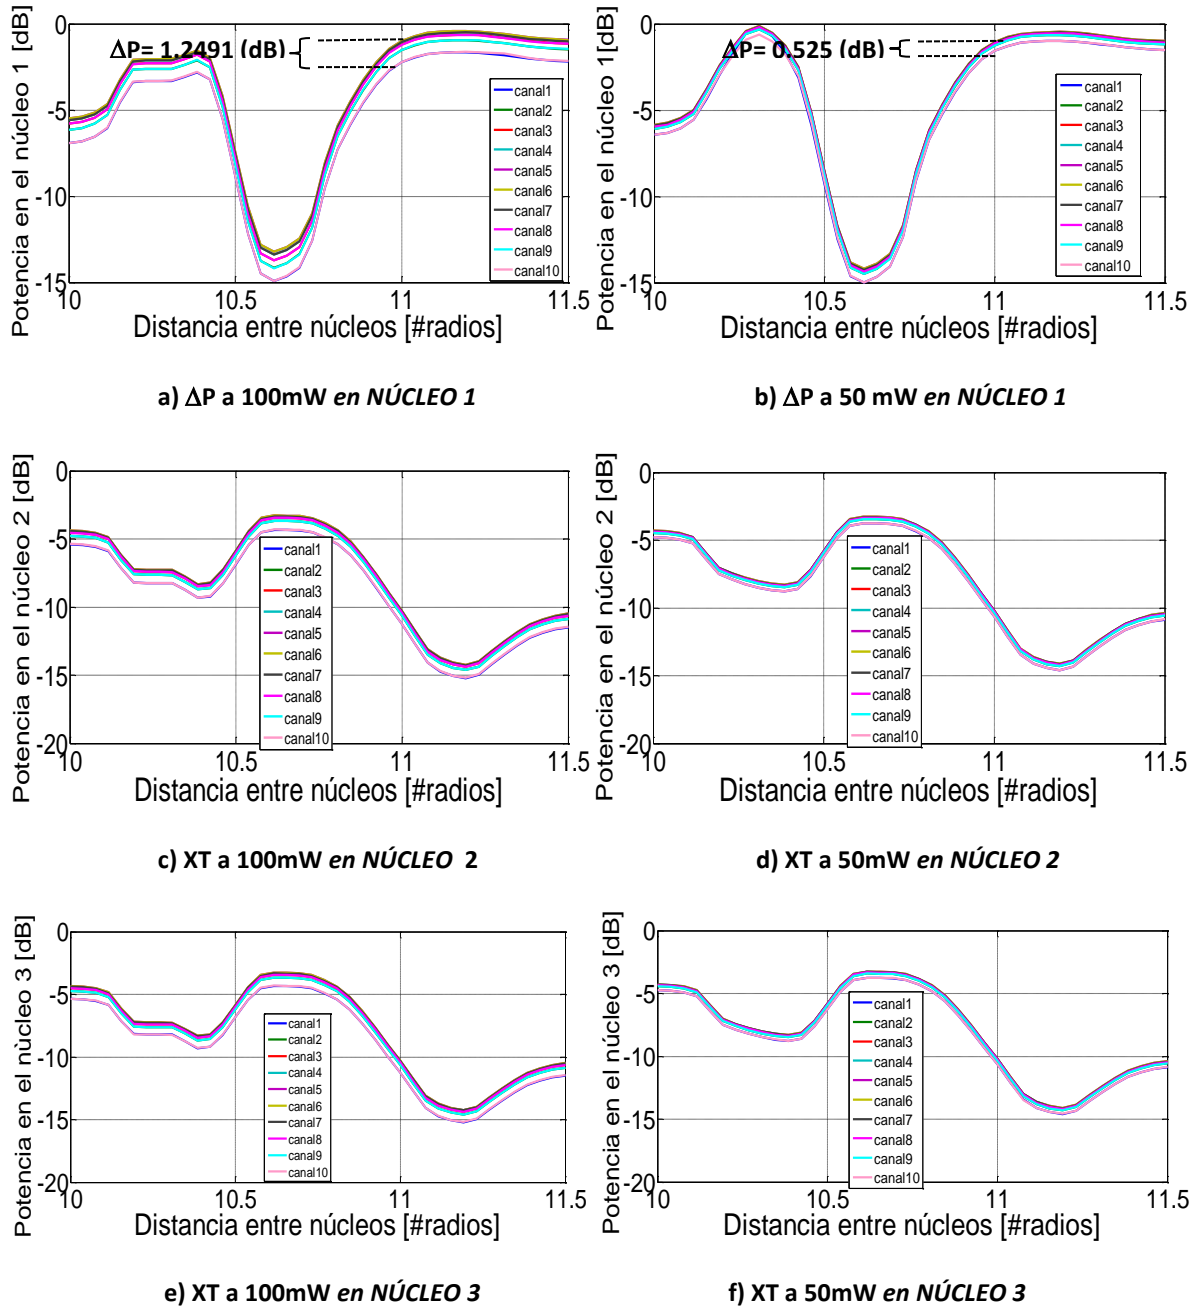 0
-5
-10
-15
10
10.5
11
11.5
Potencia en el núcleo 1 [dB]
ΔP= 1.2491 (dB)
canal1
canal2
canal3
canal4
canal5
canal6
canal7
canal8
canal9
canal10
Distancia entre núcleos [#radios]
a) ΔP a 100mW en NÚCLEO 1
0
-5
-10
-15
10
10.5
11
11.5
Potencia en el núcleo 1[dB]
ΔP= 0.525 (dB)
canal1
canal2
canal3
canal4
canal5
canal6
canal7
canal8
canal9
canal10
Distancia entre núcleos [#radios]
b) ΔP a 50 mW en NÚCLEO 1
0
-5
-10
-15
-20
10
10.5
11
11.5
Potencia en el núcleo 2 [dB]
canal1
canal2
canal3
canal4
canal5
canal6
canal7
canal8
canal9
canal10
Distancia entre núcleos [#radios]
c) XT a 100mW en NÚCLEO 2
0
-5
-10
-15
-20
10
10.5
11
11.5
Potencia en el núcleo 2 [dB]
canal1
canal2
canal3
canal4
canal5
canal6
canal7
canal8
canal9
canal10
Distancia entre núcleos [#radios]
d) XT a 50mW en NÚCLEO 2
0
-5
-10
-15
-20
10
10.5
11
11.5
Potencia en el nùcleo 3 [dB]
canal1
canal2
canal3
canal4
canal5
canal6
canal7
canal8
canal9
canal10
Distancia entre núcleos [#radios]
e) XT a 100mW en NÚCLEO 3
0
-5
-10
-15
-20
10
10.5
11
11.5
Potencia en el núcleo 3 [dB]
canal1
canal2
canal3
canal4
canal5
canal6
canal7
canal8
canal9
canal10
Distancia entre núcleos [#radios]
f) XT a 50mW en NÚCLEO 3